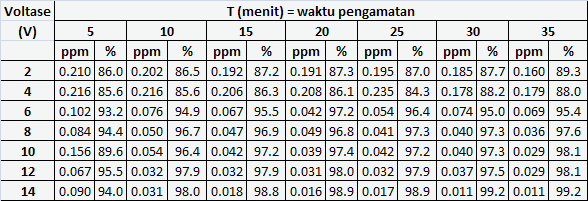 Voltase T (menit) = waktu pengamatan
(V) 5 10 15 20 25 30 35
ppm % ppm % ppm % ppm % ppm % ppm % ppm %
2 0.210 86.0 0.202 86.5 0.192 87.2 0.191 87.3 0.195 87.0 0.185 87.7 0.160 89.3
4 0.216 85.6 0.216 85.6 0.206 86.3 0.208 86.1 0.235 84.3 0.178 88.2 0.179 88.0
6 0.102 93.2 0.076 94.9 0.067 95.5 0.042 97.2 0.054 96.4 0.074 95.0 0.069 95.4
8 0.084 94.4 0.050 96.7 0.047 96.9 0.049 96.8 0.041 97.3 0.040 97.3 0.036 97.6
10 0.156 89.6 0.054 96.4 0.042 97.2 0.039 97.4 0.042 97.2 0.040 97.3 0.029 98.1
12 0.067 95.5 0.032 97.9 0.032 97.9 0.031 98.0 0.032 97.9 0.037 97.5 0.029 98.1
14 0.090 94.0 0.031 98.0 0.018 98.8 0.016 98.9 0.017 98.9 0.011 99.2 0.011 99.2